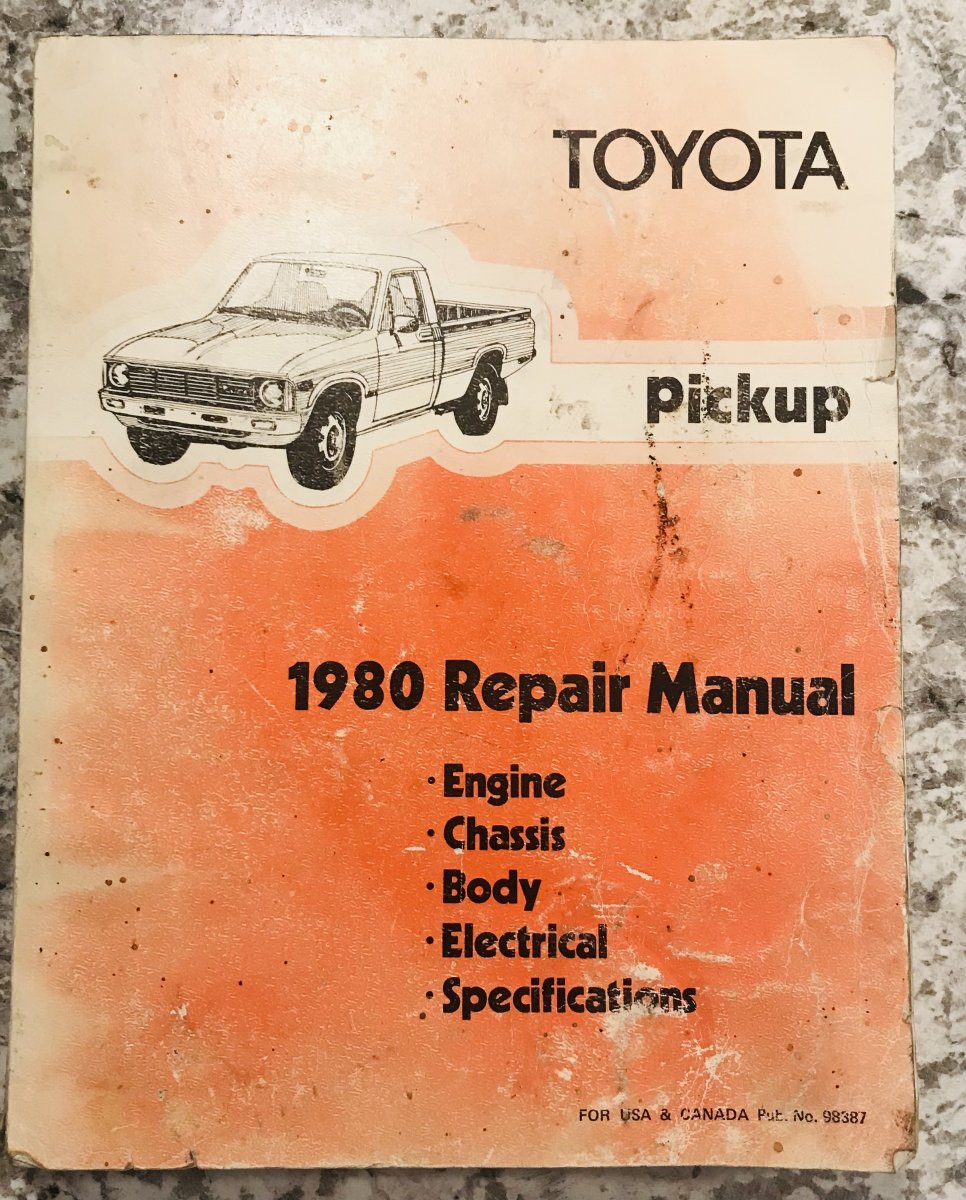 TOYOTA
Pickup
1980 Repair Manual
· Engine
· Chassis
· Body
· Electrical
· Specifications
FOR USA & CANADA Pub. No. 98387